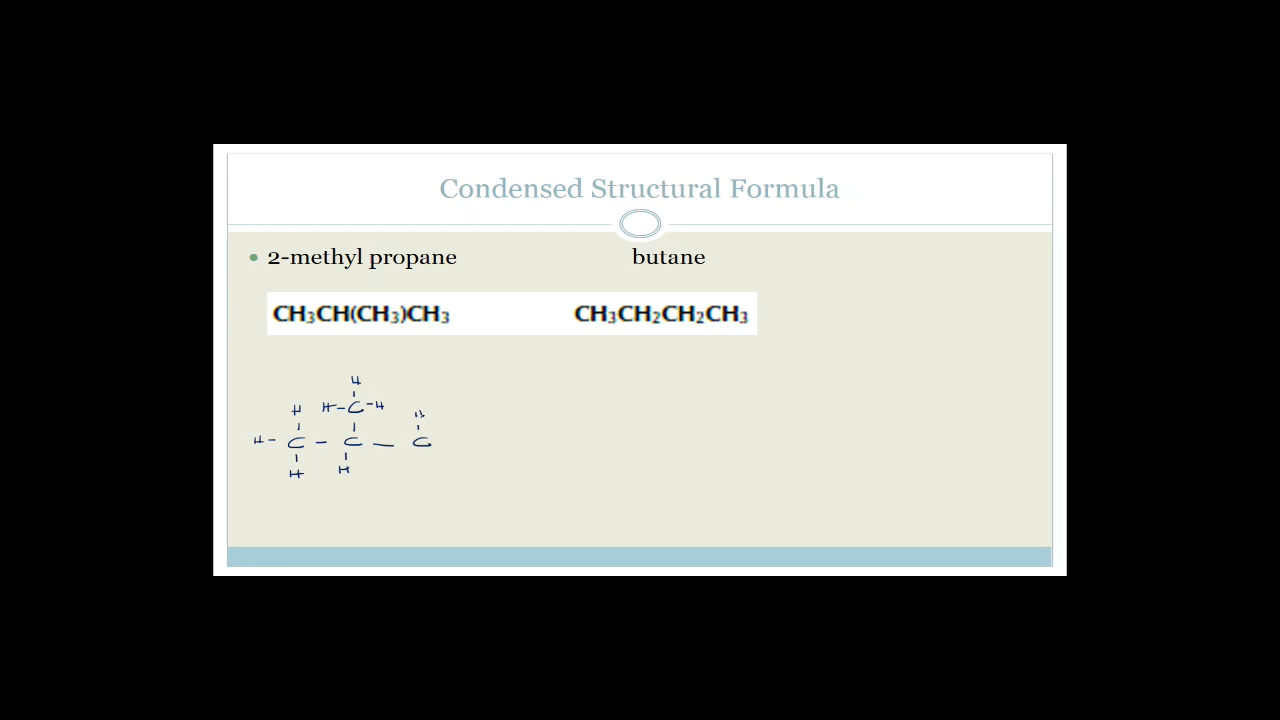 Condensed Structural Formula
2-methyl propane butane
CH₃CH(CH₃)CH₃ CH₃CH₂CH₂CH₃
H
H H-C-H H
H-C-C-C
H H